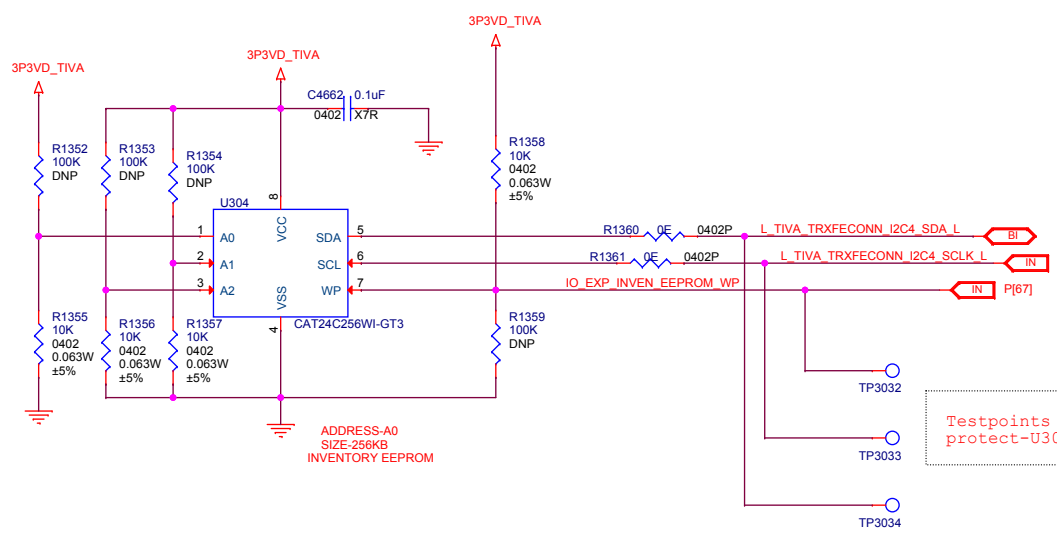 3P3VD_TIVA
3P3VD_TIVA
3P3VD_TIVA
C4662 0.1uF
0402 X7R
R1352
100K
DNP
R1353
100K
DNP
R1354
100K
DNP
R1358
10K
0402
0.063W
±5%
U304
8
VCC
1 A0
2 A1
3 A2
SDA 5
SCL 6
WP 7
VSS
4
CAT24C256WI-GT3
R1360 0E 0402P
L_TIVA_TRXFECONN_I2C4_SDA_L
BI
R1361 0E 0402P
L_TIVA_TRXFECONN_I2C4_SCLK_L
IN
IO_EXP_INVEN_EEPROM_WP
IN P[67]
R1355
10K
0402
0.063W
±5%
R1356
10K
0402
0.063W
±5%
R1357
10K
0402
0.063W
±5%
R1359
100K
DNP
ADDRESS-A0
SIZE-256KB
INVENTORY EEPROM
TP3032
TP3033
TP3034
Testpoints
protect-U30